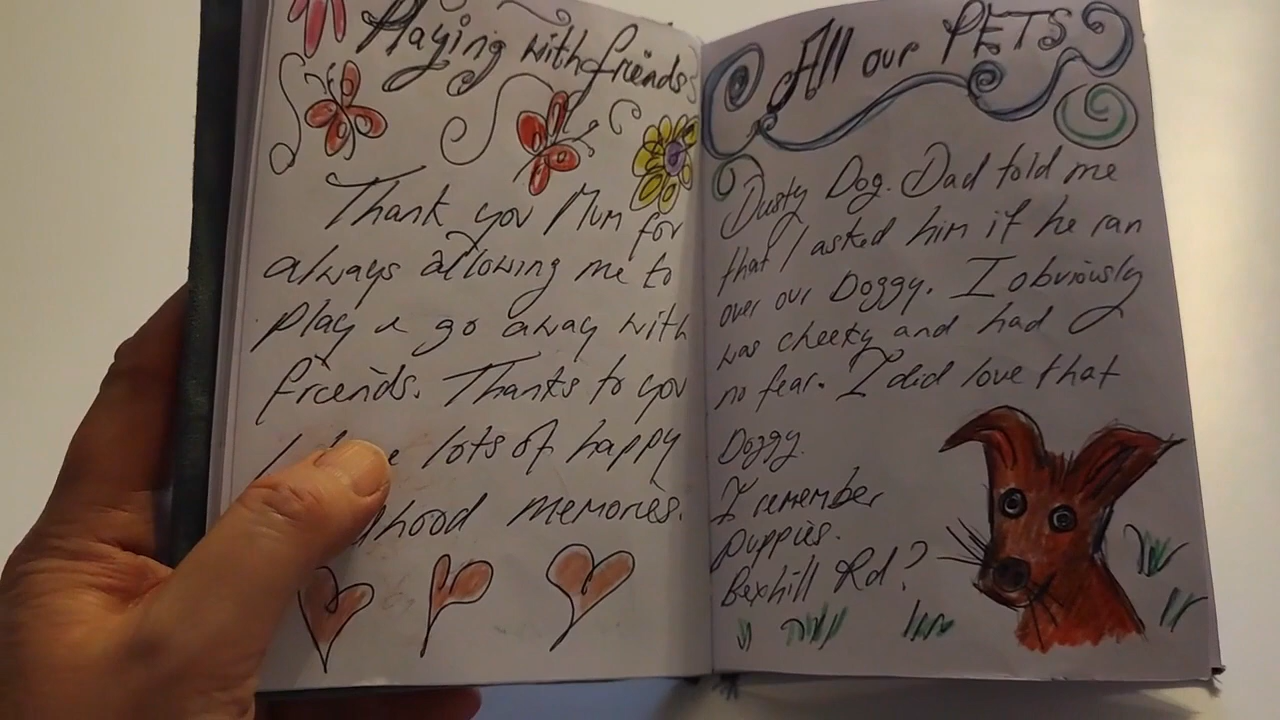 Playing with friends
Thank you Mum for
always allowing me to
play & go away with
friends. Thanks to you
I lots of happy
memories.
All our PETS
Dusty Dog. Dad told me
that I asked him if he ran
over our Doggy. I obviously
was cheeky and had
no fear. I did love that
Doggy.
I remember
puppies.
Bexhill Rd?